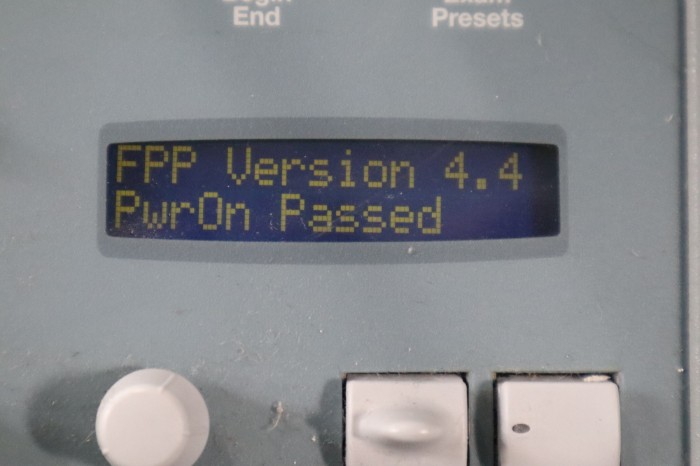 End
Presets
FPP Version 4.4
PwrOn Passed